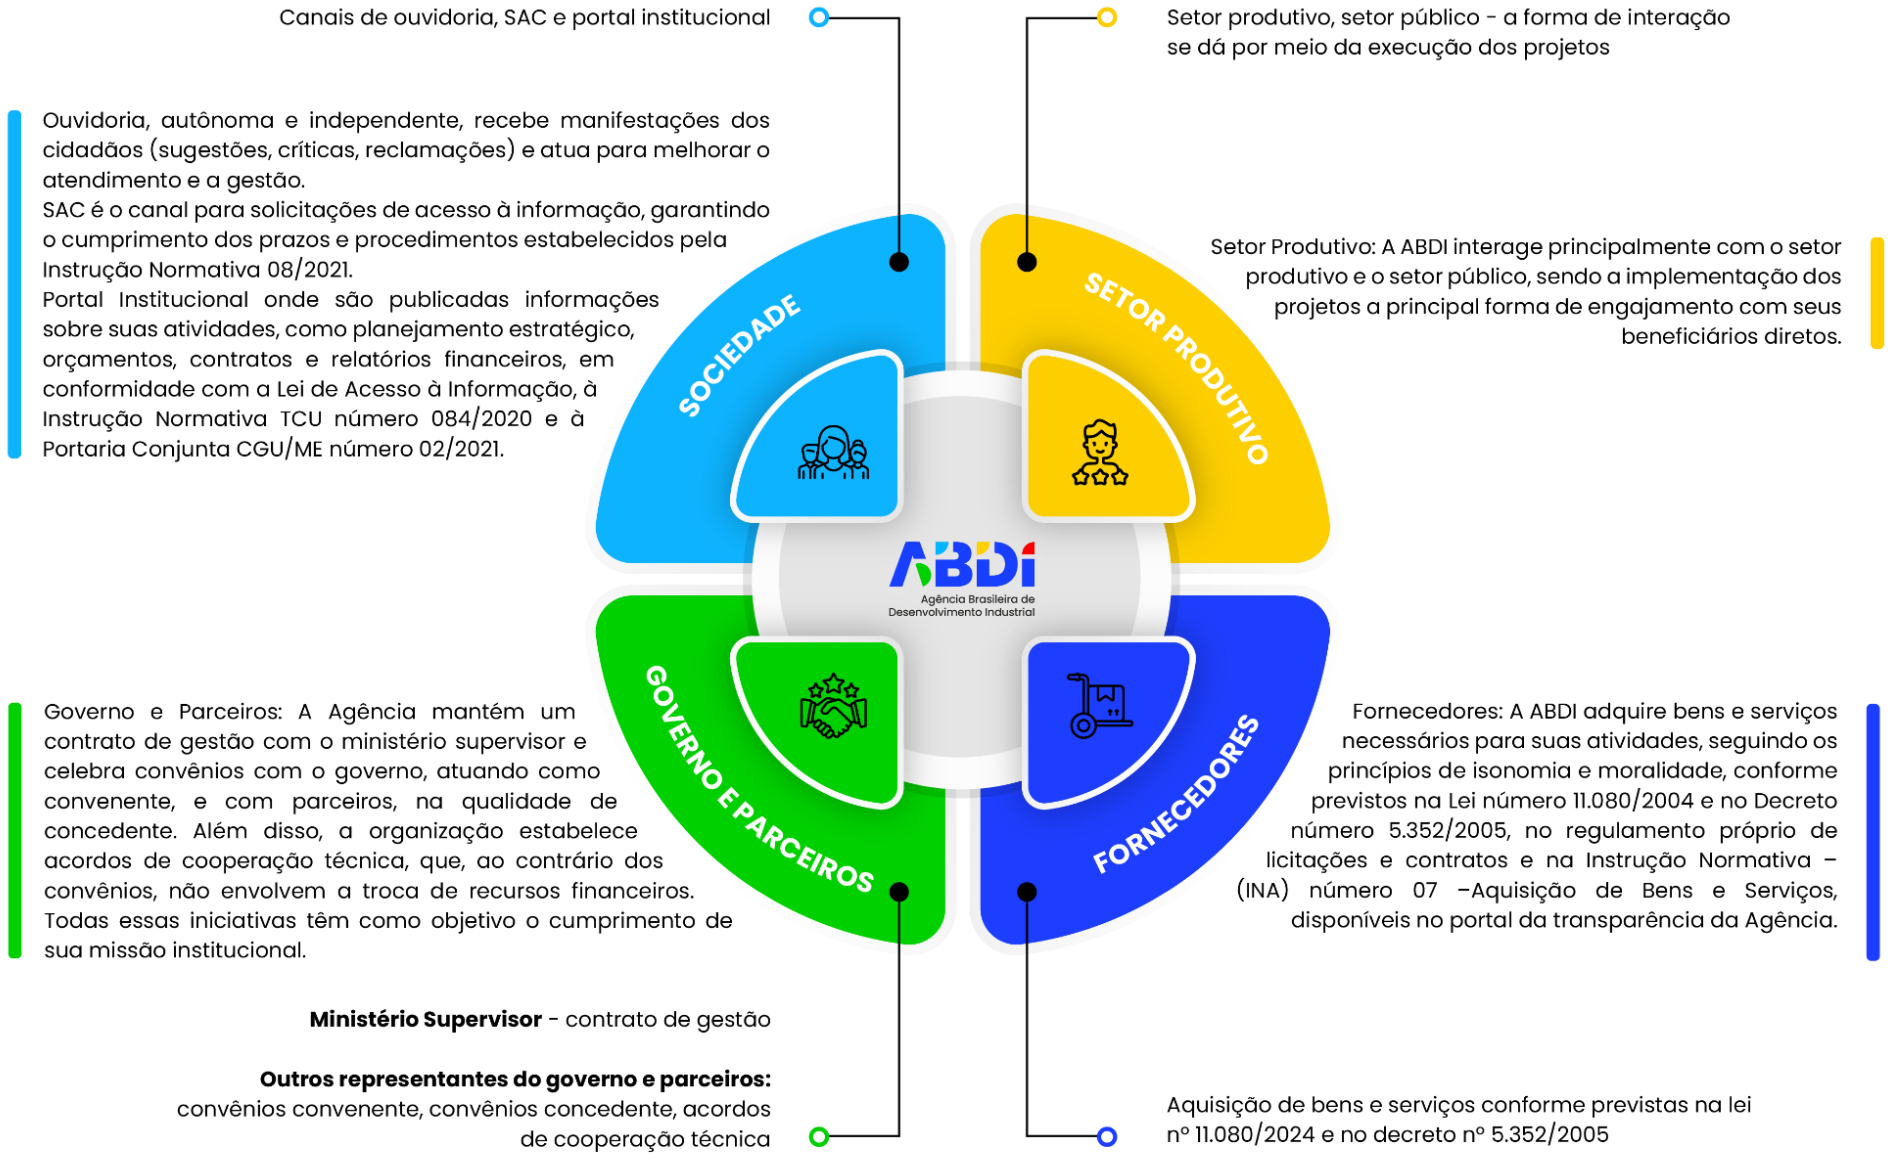 Canais de ouvidoria, SAC e portal institucional
Setor produtivo, setor público - a forma de interação
se dá por meio da execução dos projetos
Ouvidoria, autônoma e independente, recebe manifestações dos
cidadãos (sugestões, críticas, reclamações) e atua para melhorar o
atendimento e a gestão.
SAC é o canal para solicitações de acesso à informação, garantindo
o cumprimento dos prazos e procedimentos estabelecidos pela
Instrução Normativa 08/2021.
Portal Institucional onde são publicadas informações
sobre suas atividades, como planejamento estratégico,
orçamentos, contratos e relatórios financeiros, em
conformidade com a Lei de Acesso à Informação, à
Instrução Normativa TCU número 084/2020 e à
Portaria Conjunta CGU/ME número 02/2021.
SOCIEDADE
SETOR PRODUTIVO
Setor Produtivo: A ABDI interage principalmente com o setor
produtivo e o setor público, sendo a implementação dos
projetos a principal forma de engajamento com seus
beneficiários diretos.
ABDI
Agência Brasileira de
Desenvolvimento Industrial
Governo e Parceiros: A Agência mantém um
contrato de gestão com o ministério supervisor e
celebra convênios com o governo, atuando como
convenente, e com parceiros, na qualidade de
concedente. Além disso, a organização estabelece
acordos de cooperação técnica, que, ao contrário dos
convênios, não envolvem a troca de recursos financeiros.
Todas essas iniciativas têm como objetivo o cumprimento de
sua missão institucional.
GOVERNO E PARCEIROS
FORNECEDORES
Fornecedores: A ABDI adquire bens e serviços
necessários para suas atividades, seguindo os
princípios de isonomia e moralidade, conforme
previstos na Lei número 11.080/2004 e no Decreto
número 5.352/2005, no regulamento próprio de
licitações e contratos e na Instrução Normativa –
(INA) número 07 –Aquisição de Bens e Serviços,
disponíveis no portal da transparência da Agência.
Ministério Supervisor - contrato de gestão
Outros representantes do governo e parceiros:
convênios convenente, convênios concedente, acordos
de cooperação técnica
Aquisição de bens e serviços conforme previstas na lei
nº 11.080/2024 e no decreto nº 5.352/2005